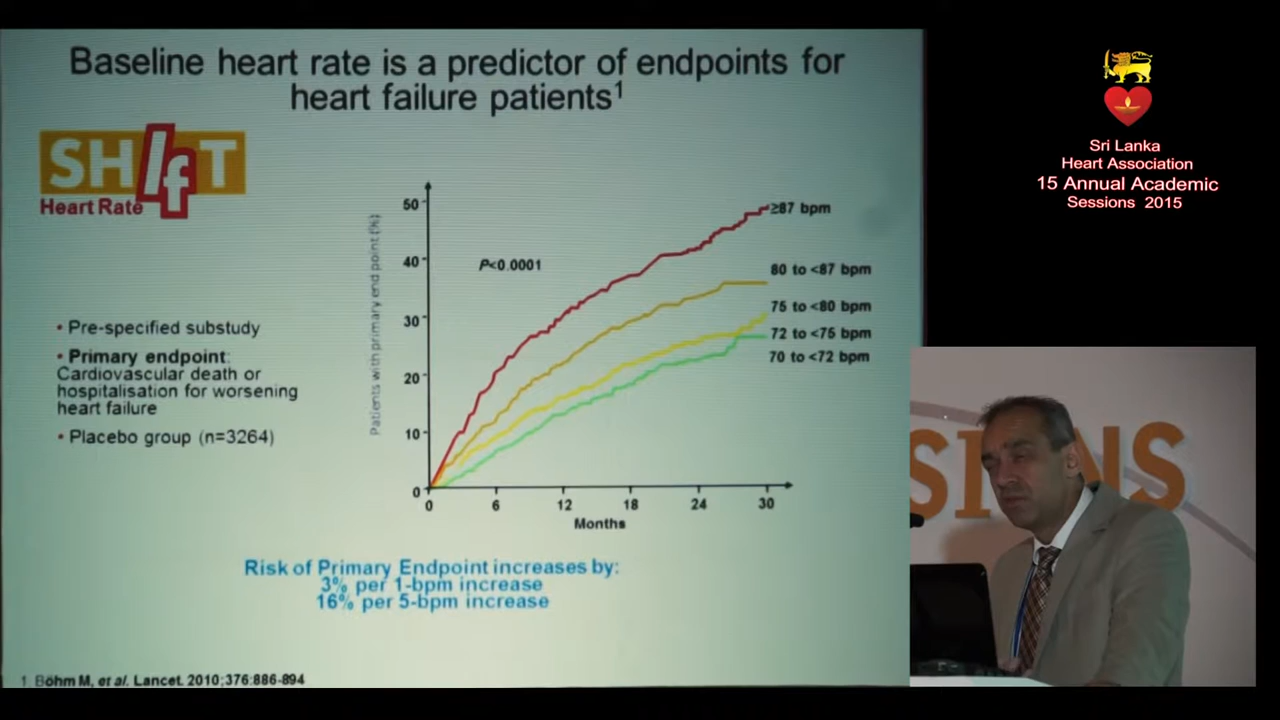 Baseline heart rate is a predictor of endpoints for
heart failure patients1
SHIfT
Heart Rate
• Pre-specified substudy
• Primary endpoint:
Cardiovascular death or
hospitalisation for worsening
heart failure
• Placebo group (n=3264)
Patients with primary end point (%)
50
40
30
20
10
0
P<0.0001
≥87 bpm
80 to <87 bpm
75 to <80 bpm
72 to <75 bpm
70 to <72 bpm
0 6 12 18 24 30
Months
Risk of Primary Endpoint increases by:
3% per 1-bpm increase
16% per 5-bpm increase
1. Böhm M, et al. Lancet. 2010;376:886-894
Sri Lanka
Heart Association
15 Annual Academic
Sessions 2015